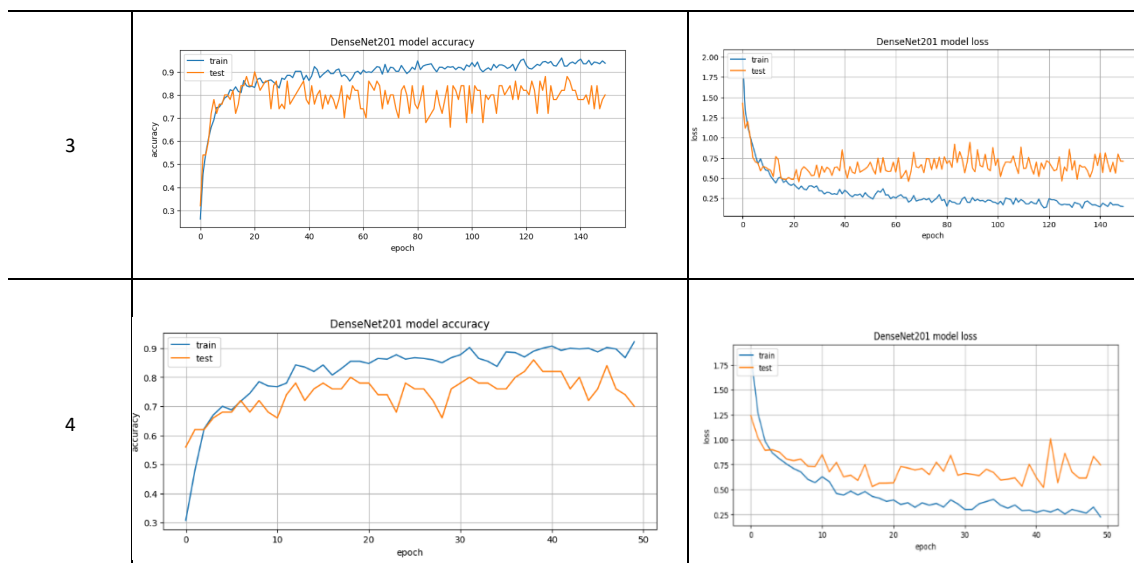 3
DenseNet201 model accuracy
train
test
0.9
0.8
0.7
0.6
0.5
0.4
0.3
accuracy
0 20 40 60 80 100 120 140
epoch
DenseNet201 model loss
train
test
2.00
1.75
1.50
1.25
1.00
0.75
0.50
0.25
loss
0 20 40 60 80 100 120 140
epoch
4
DenseNet201 model accuracy
train
test
0.9
0.8
0.7
0.6
0.5
0.4
0.3
accuracy
0 10 20 30 40 50
epoch
DenseNet201 model loss
train
test
1.75
1.50
1.25
1.00
0.75
0.50
0.25
loss
0 10 20 30 40 50
epoch